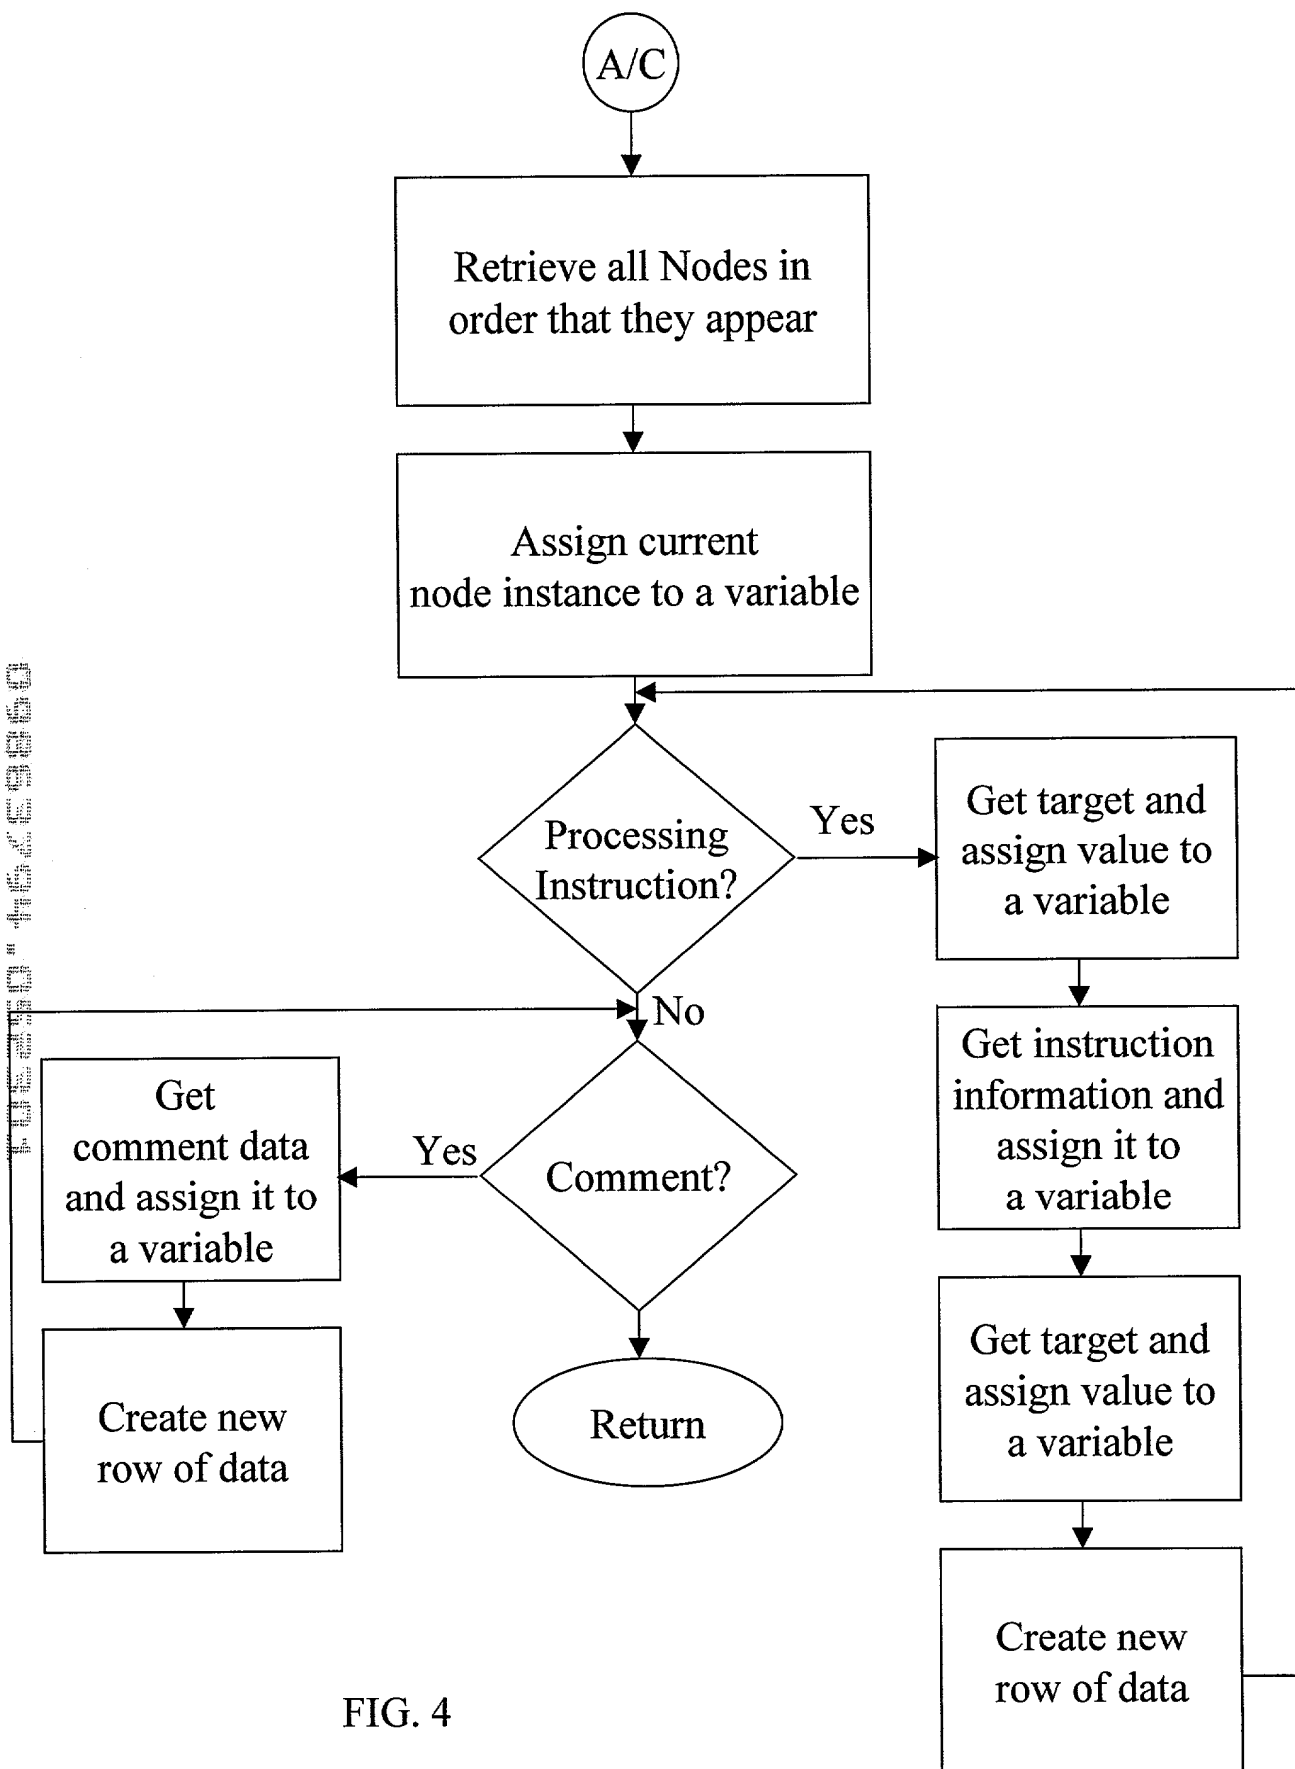 A/C
Retrieve all Nodes in
order that they appear
Assign current
node instance to a variable
Processing
Instruction?
Yes
Get target and
assign value to
a variable
No
Get instruction
information and
assign it to
a variable
Comment?
Yes
Get
comment data
and assign it to
a variable
Get target and
assign value to
a variable
Create new
row of data
Return
Create new
row of data
FIG. 4